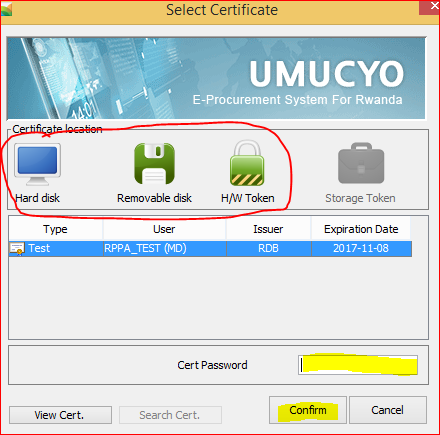 Select Certificate
UMUCYO
E-Procurement System For Rwanda
Certificate location
Hard disk Removable disk H/W Token Storage Token
Type User Issuer Expiration Date
Test RPPA_TEST (MD) RDB 2017-11-08
Cert Password
View Cert. Search Cert. Confirm Cancel